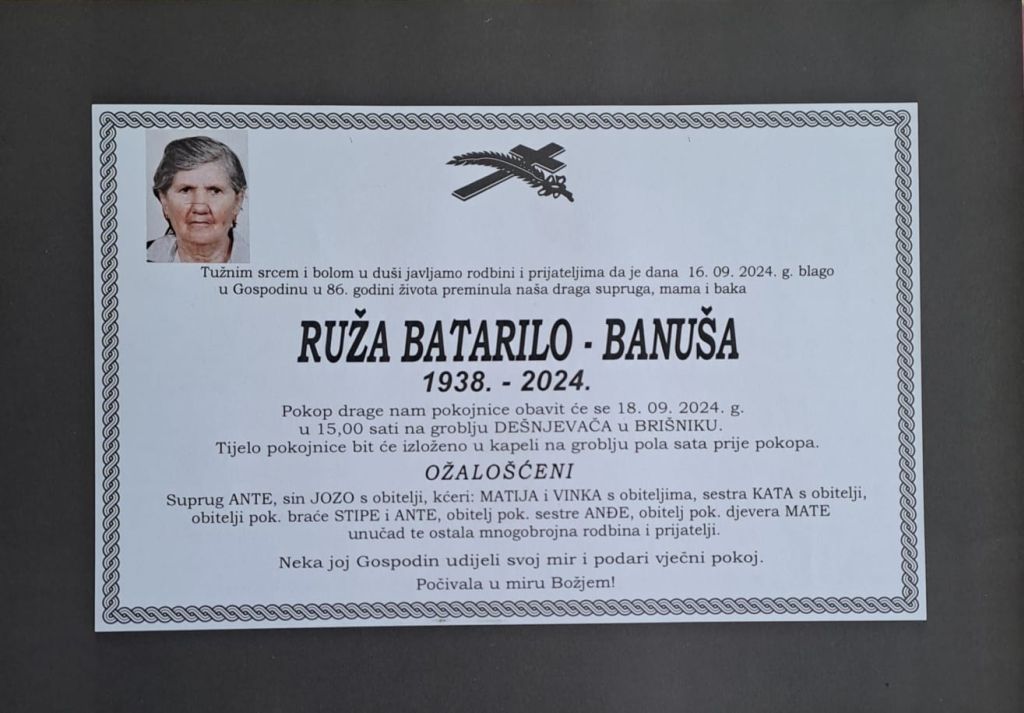 Tužnim srcem i bolom u duši javljamo rodbini i prijateljima da je dana 16. 09. 2024. g. blago
u Gospodinu u 86. godini života preminula naša draga supruga, mama i baka
RUŽA BATARILO - BANUŠA
1938. - 2024.
Pokop drage nam pokojnice obavit će se 18. 09. 2024. g.
u 15,00 sati na groblju DEŠNJEVAČA u BRIŠNIKU.
Tijelo pokojnice bit će izloženo u kapeli na groblju pola sata prije pokopa.
OŽALOŠĆENI
Suprug ANTE, sin JOZO s obitelji, kćeri: MATIJA i VINKA s obiteljima, sestra KATA s obitelji,
obitelji pok. braće STIPE i ANTE, obitelj pok. sestre ANĐE, obitelj pok. djevera MATE
unučad te ostala mnogobrojna rodbina i prijatelji.
Neka joj Gospodin udijeli svoj mir i podari vječni pokoj.
Počivala u miru Božjem!